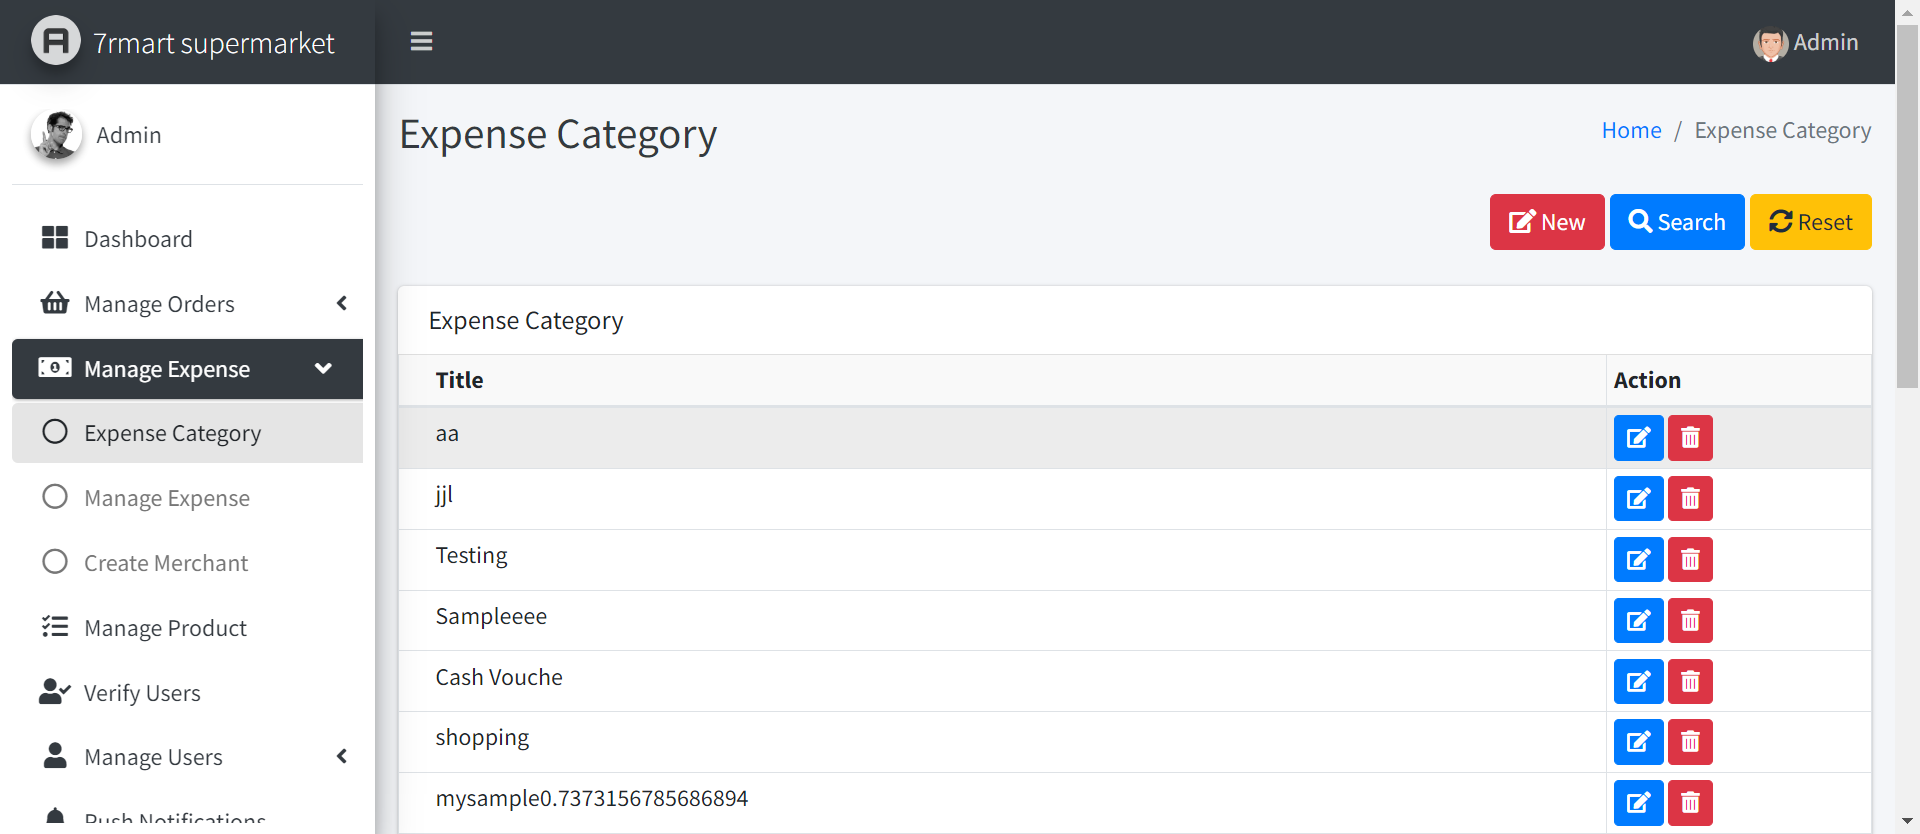 7rmart supermarket
Admin
Admin
Expense Category
Home / Expense Category
New
Search
Reset
Dashboard
Manage Orders
Manage Expense
Expense Category
Manage Expense
Create Merchant
Manage Product
Verify Users
Manage Users
Push Notifications
Expense Category
Title Action
aa
jjl
Testing
Sampleeee
Cash Vouche
shopping
mysample0.7373156785686894